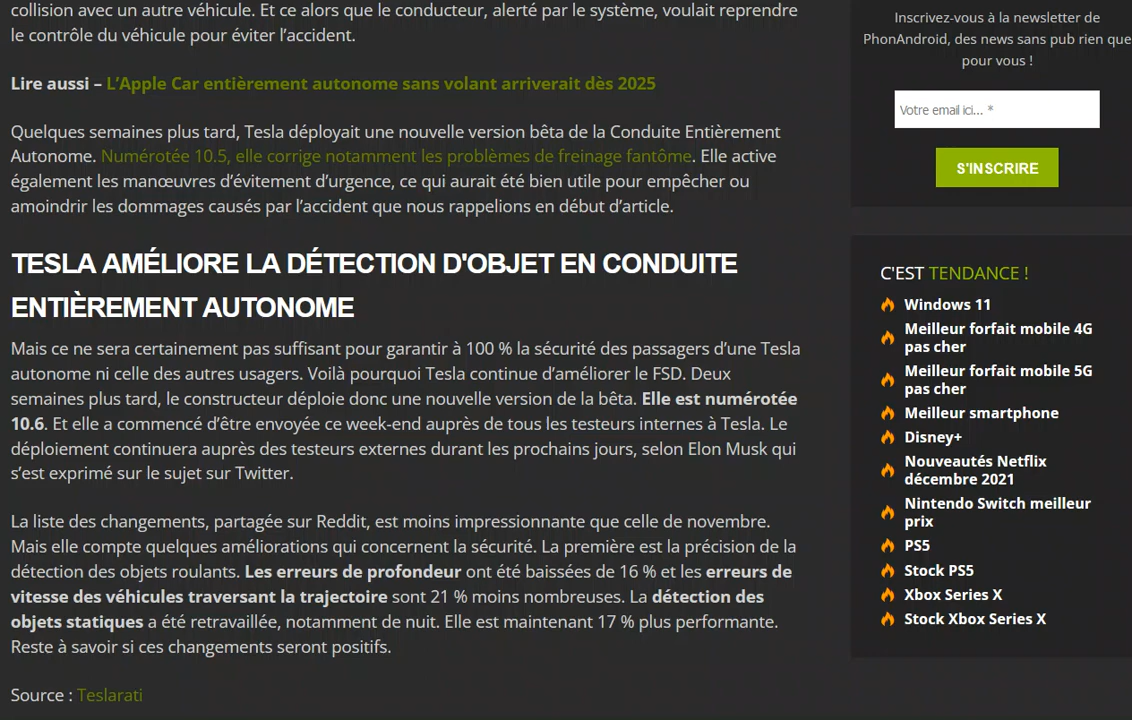 collision avec un autre véhicule. Et ce alors que le conducteur, alerté par le système, voulait reprendre
le contrôle du véhicule pour éviter l'accident.
Lire aussi – L'Apple Car entièrement autonome sans volant arriverait dès 2025
Quelques semaines plus tard, Tesla déployait une nouvelle version bêta de la Conduite Entièrement
Autonome. Numérotée 10.5, elle corrige notamment les problèmes de freinage fantôme. Elle active
également les manœuvres d'évitement d'urgence, ce qui aurait été bien utile pour empêcher ou
amoindrir les dommages causés par l'accident que nous rappelions en début d'article.
TESLA AMÉLIORE LA DÉTECTION D'OBJET EN CONDUITE
ENTIÈREMENT AUTONOME
Mais ce ne sera certainement pas suffisant pour garantir à 100 % la sécurité des passagers d'une Tesla
autonome ni celle des autres usagers. Voilà pourquoi Tesla continue d'améliorer le FSD. Deux
semaines plus tard, le constructeur déploie donc une nouvelle version de la bêta. Elle est numérotée
10.6. Et elle a commencé d'être envoyée ce week-end auprès de tous les testeurs internes à Tesla. Le
déploiement continuera auprès des testeurs externes durant les prochains jours, selon Elon Musk qui
s'est exprimé sur le sujet sur Twitter.
La liste des changements, partagée sur Reddit, est moins impressionnante que celle de novembre.
Mais elle compte quelques améliorations qui concernent la sécurité. La première est la précision de la
détection des objets roulants. Les erreurs de profondeur ont été baissées de 16 % et les erreurs de
vitesse des véhicules traversant la trajectoire sont 21 % moins nombreuses. La détection des
objets statiques a été retravaillée, notamment de nuit. Elle est maintenant 17 % plus performante.
Reste à savoir si ces changements seront positifs.
Source : Teslarati
Inscrivez-vous à la newsletter de
PhonAndroid, des news sans pub rien que
pour vous !
Votre email ici... *
S'INSCRIRE
C'EST TENDANCE !
Windows 11
Meilleur forfait mobile 4G
pas cher
Meilleur forfait mobile 5G
pas cher
Meilleur smartphone
Disney+
Nouveautés Netflix
décembre 2021
Nintendo Switch meilleur
prix
PS5
Stock PS5
Xbox Series X
Stock Xbox Series X